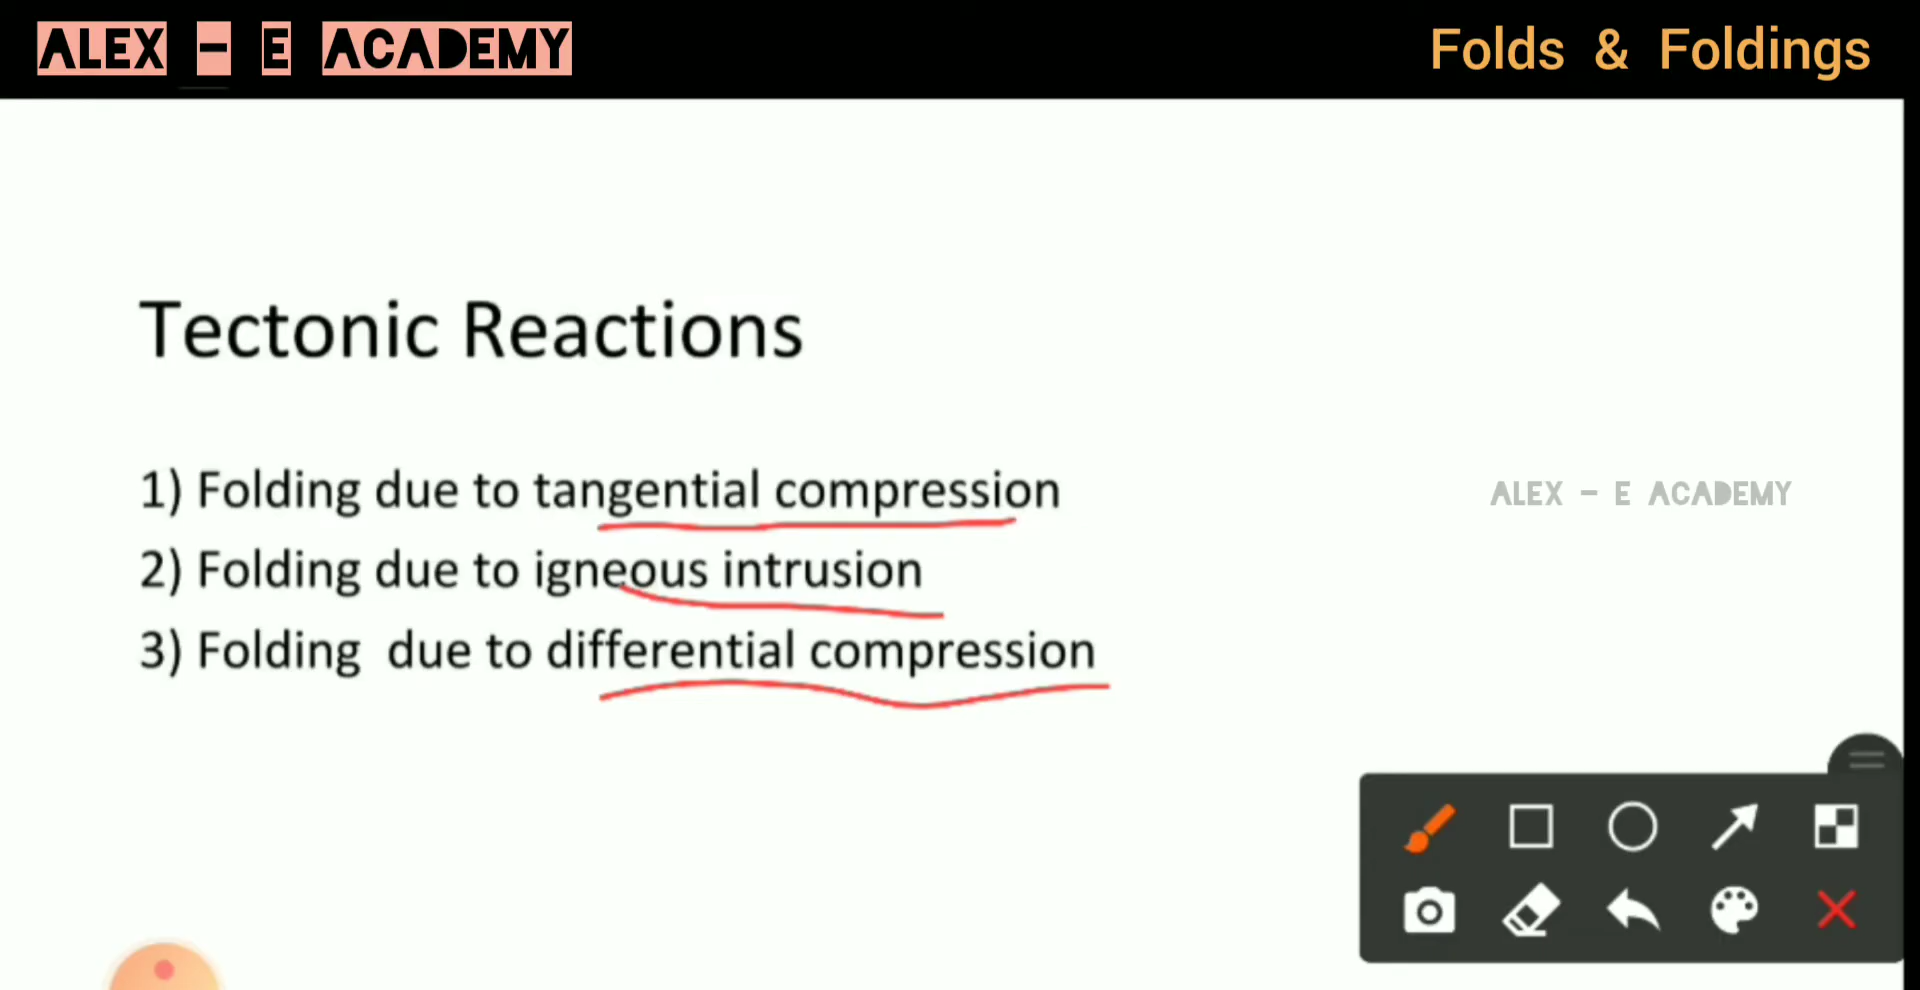 ALEX - E ACADEMY
Folds & Foldings
Tectonic Reactions
1) Folding due to tangential compression
ALEX - E ACADEMY
2) Folding due to igneous intrusion
3) Folding due to differential compression